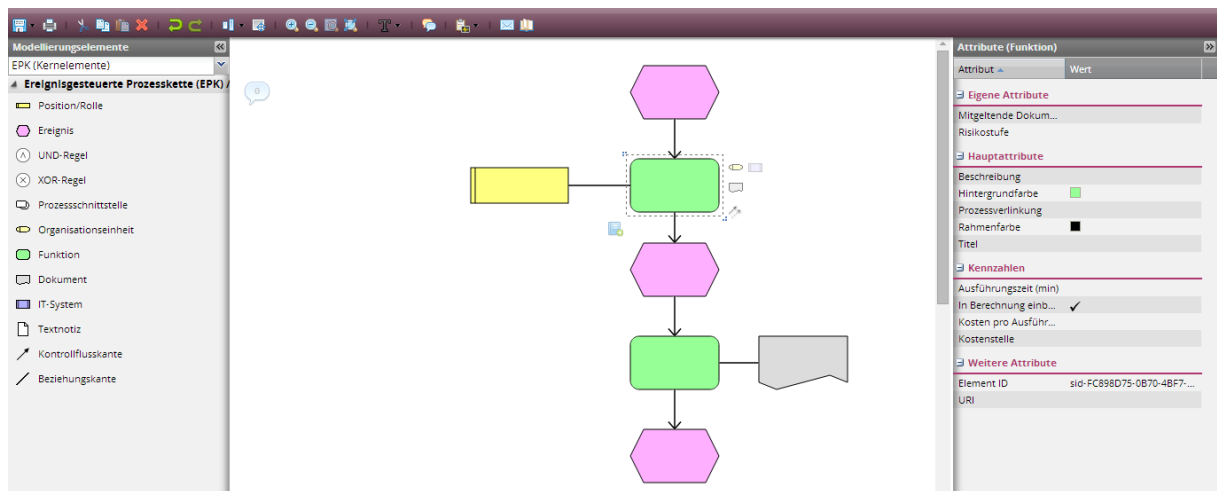 Modellierungselemente
EPK (Kernelemente)
Ereignisgesteuerte Prozesskette (EPK) /
Position/Rolle
Ereignis
UND-Regel
XOR-Regel
Prozessschnittstelle
Organisationseinheit
Funktion
Dokument
IT-System
Textnotiz
Kontrollflusskante
Beziehungskante
0
Attribute (Funktion)
Attribut Wert
Eigene Attribute
Mitgeltende Dokum...
Risikostufe
Hauptattribute
Beschreibung
Hintergrundfarbe
Prozessverlinkung
Rahmenfarbe
Titel
Kennzahlen
Ausführungszeit (min)
In Berechnung einb...
Kosten pro Ausführ...
Kostenstelle
Weitere Attribute
Element ID sid-FC898D75-0B70-4BF7-...
URI